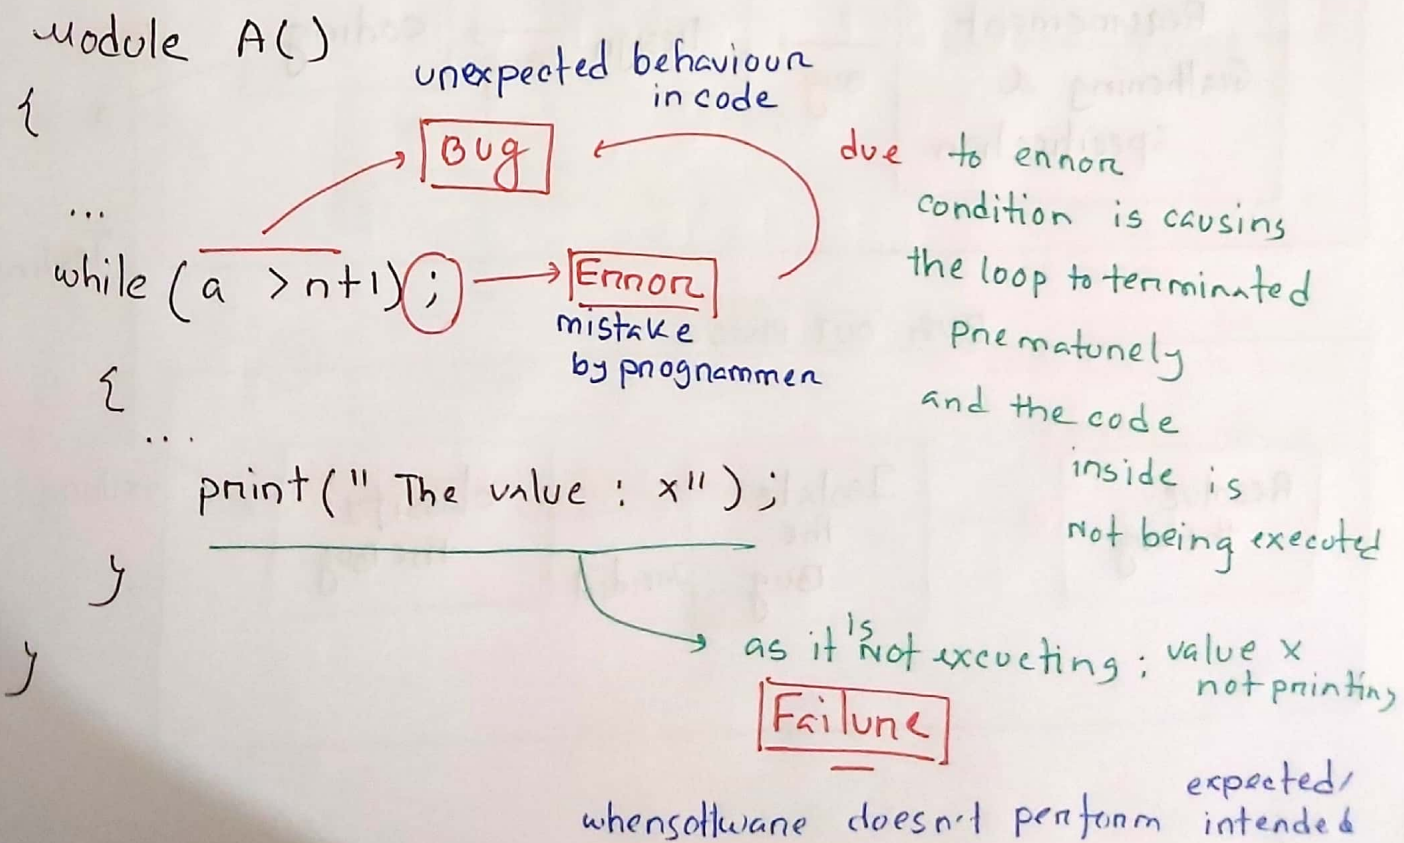 Module A()
{
unexpected behaviour
in code
Bug
...
while (a > n+1) ;
Error
mistake
by programmer
due to error
condition is causing
the loop to terminated
prematurely
and the code
inside is
Not being executed
{
...
print(" The value : x" ) ;
}
}
as it is Not excucting ; value x
not printing
Failure
when software doesn't perform expected/
intended